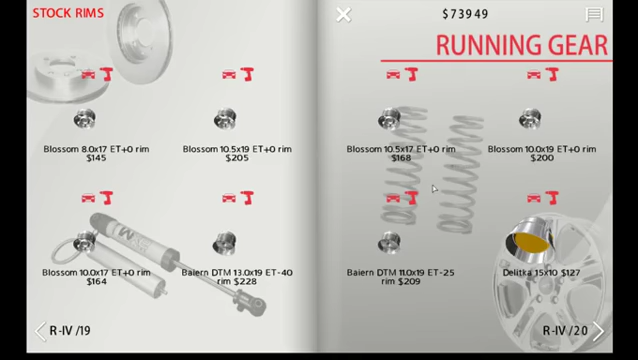 STOCK RIMS
$73949
RUNNING GEAR
Blossom 8.0x17 ET+0 rim
$145
Blossom 10.5x19 ET+0 rim
$205
Blossom 10.5x17 ET+0 rim
$168
Blossom 10.0x19 ET+0 rim
$200
Blossom 10.0x17 ET+0 rim
$164
Baiern DTM 13.0x19 ET-40
rim $228
Baiern DTM 11.0x19 ET-25
rim $209
Delitka 15x10 $127
R-IV /19
R-IV /20